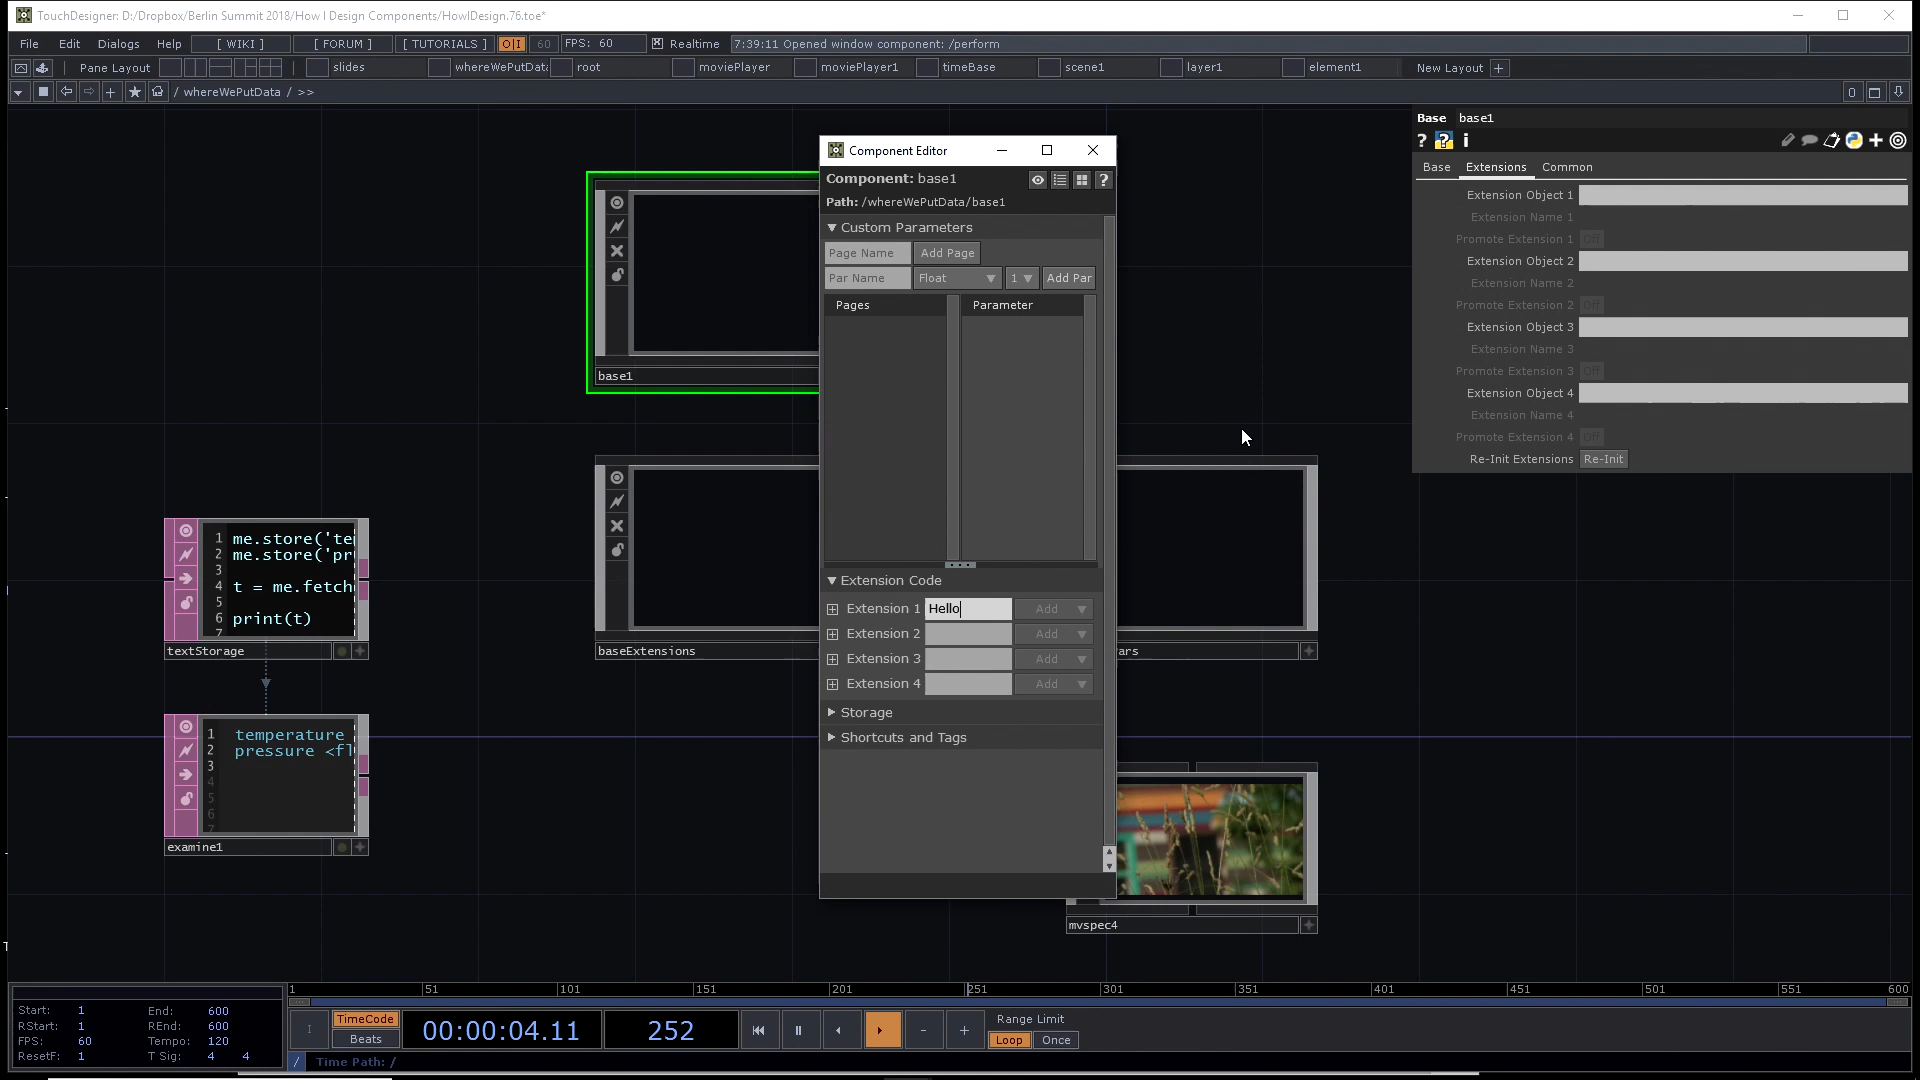 TouchDesigner: D:/Dropbox/Berlin Summit 2018/How I Design Components/HowIDesign.76.toe*
File Edit Dialogs Help [ WIKI ] [ FORUM ] [ TUTORIALS ] O|I 60 FPS: 60 Realtime 7:39:11 Opened window component: /perform
Pane Layout slides whereWePutData root moviePlayer moviePlayer1 timeBase scene1 layer1 element1 New Layout +
/ whereWePutData / >> 0
Base base1
? ? i
Base Extensions Common
Extension Object 1
Extension Name 1
Promote Extension 1 Off
Extension Object 2
Extension Name 2
Promote Extension 2 Off
Extension Object 3
Extension Name 3
Promote Extension 3 Off
Extension Object 4
Extension Name 4
Promote Extension 4 Off
Re-Init Extensions Re-Init
Component Editor
Component: base1 ?
Path: /whereWePutData/base1
Custom Parameters
Page Name Add Page
Par Name Float 1 Add Par
Pages Parameter
Extension Code
Extension 1 Hello Add
Extension 2 Add
Extension 3 Add
Extension 4 Add
Storage
Shortcuts and Tags
base1
baseExtensions
ars
mvspec4
1 me.store('te
2 me.store('pr
3
4 t = me.fetch
5
6 print(t)
7
textStorage
1 temperature
2 pressure <fl
3
4
5
6
7
examine1
1 51 101 151 201 251 301 351 401 451 501 551 600
Start: 1 End: 600
RStart: 1 REnd: 600
FPS: 60 Tempo: 120
ResetF: 1 T Sig: 4 4
TimeCode
Beats
00:00:04.11 252
Range Limit
Loop Once
/ Time Path: /